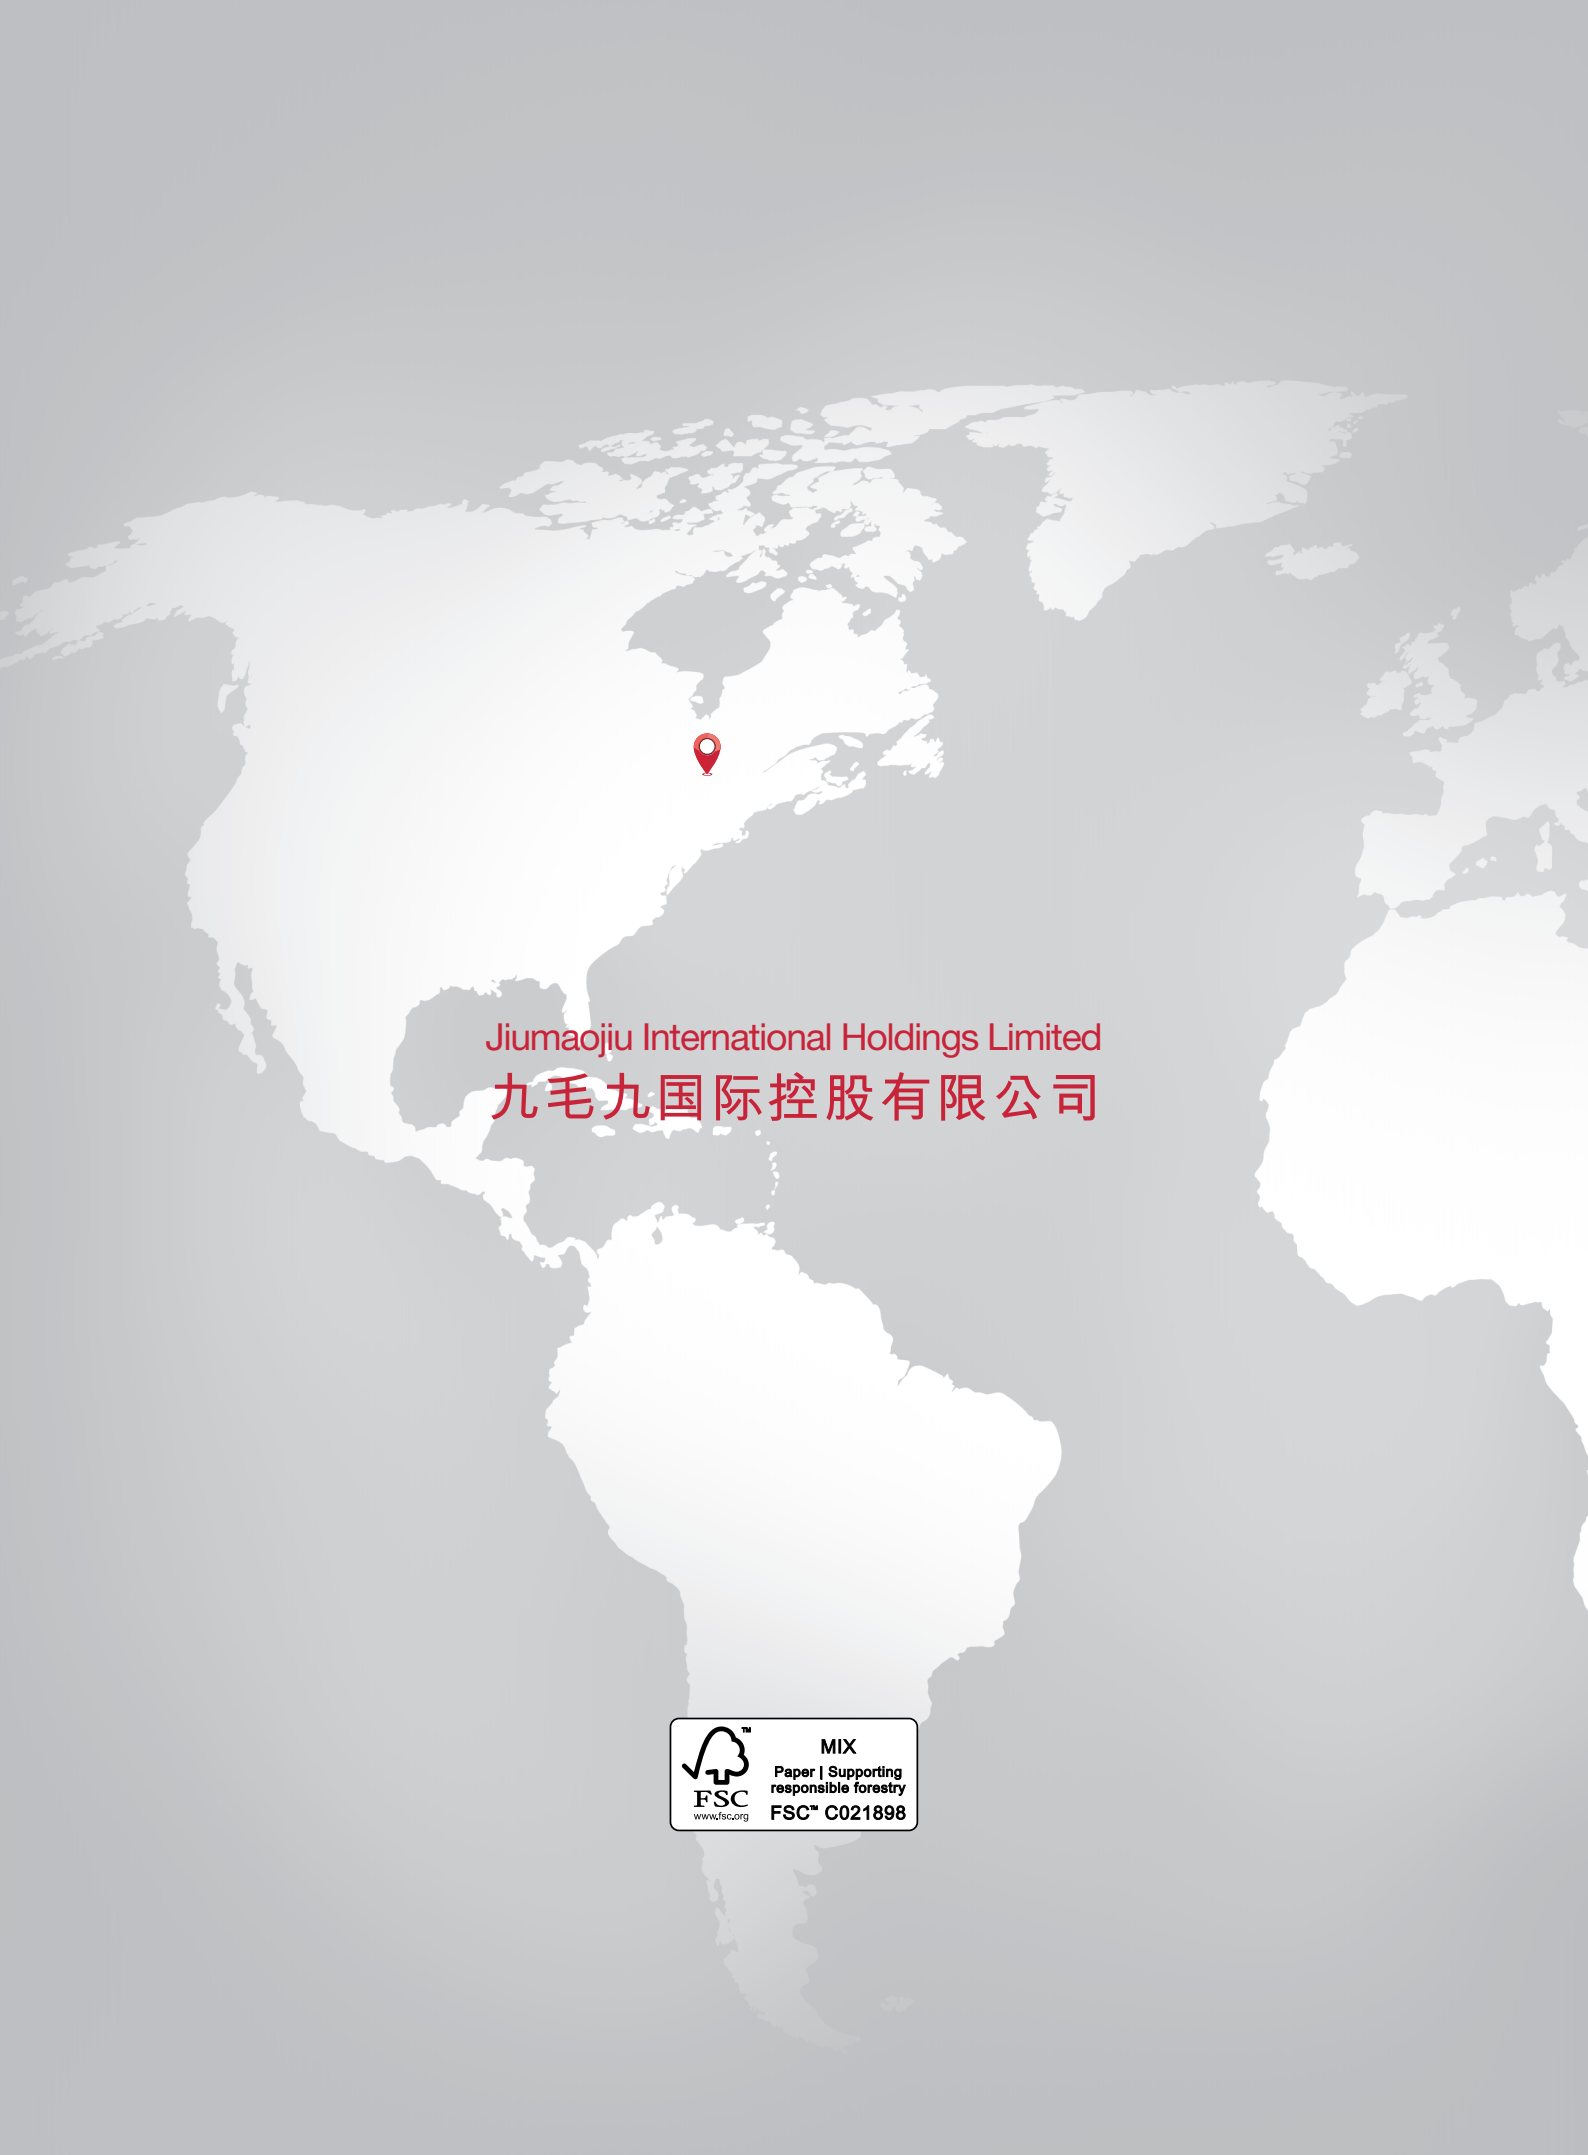 Jiumaojiu International Holdings Limited
九毛九国际控股有限公司
TM
FSC
www.fsc.org
MIX
Paper | Supporting
responsible forestry
FSC™ C021898